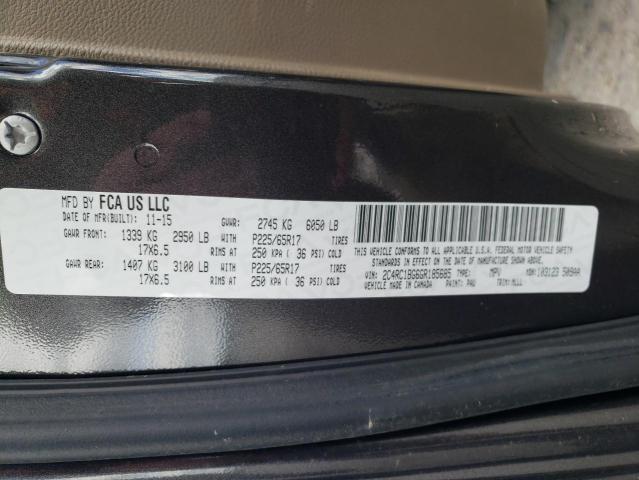 MFD BY FCA US LLC
DATE OF MFR(BUILT): 11-15 GVWR: 2745 KG 6050 LB
GAWR FRONT: 1339 KG 2950 LB WITH P225/65R17
17X6.5 RIMS AT 250 KPA ( 36 PSI) COLD
GAWR REAR: 1407 KG 3100 LB WITH P225/65R17
17X6.5 RIMS AT 250 KPA ( 36 PSI) COLD
THIS VEHICLE CONFORMS TO ALL APPLICABLE U.S.A. FEDERAL MOTOR VEHICLE SAFETY
STANDARDS IN EFFECT ON THE DATE OF MANUFACTURE SHOWN ABOVE.
VIN: 2C4RC1BG6GR185685 TYPE: MPV MDH: 103123 509AA
VEHICLE MADE IN CANADA PAINT: PAU TRIM: MLLL